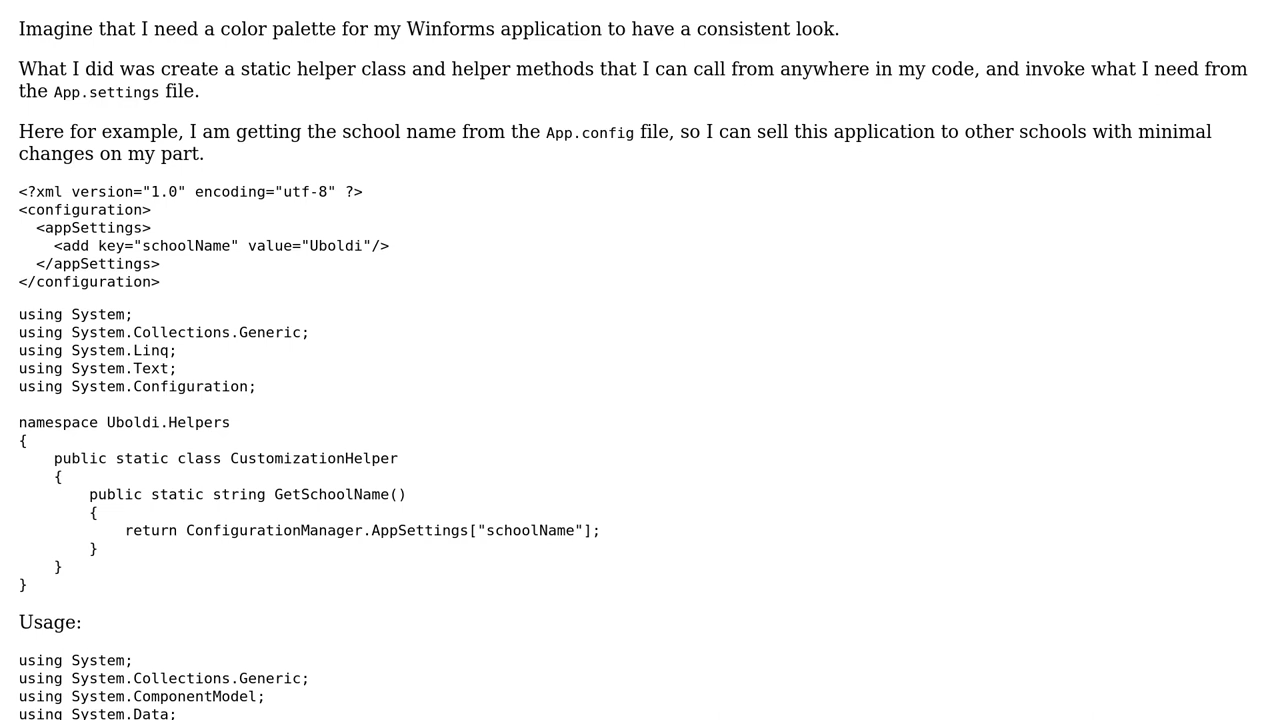 Imagine that I need a color palette for my Winforms application to have a consistent look.
What I did was create a static helper class and helper methods that I can call from anywhere in my code, and invoke what I need from
the App.settings file.
Here for example, I am getting the school name from the App.config file, so I can sell this application to other schools with minimal
changes on my part.
<?xml version="1.0" encoding="utf-8" ?>
<configuration>
  <appSettings>
    <add key="schoolName" value="Uboldi"/>
  </appSettings>
</configuration>
using System;
using System.Collections.Generic;
using System.Linq;
using System.Text;
using System.Configuration;
namespace Uboldi.Helpers
{
    public static class CustomizationHelper
    {
        public static string GetSchoolName()
        {
            return ConfigurationManager.AppSettings["schoolName"];
        }
    }
}
Usage:
using System;
using System.Collections.Generic;
using System.ComponentModel;
using System.Data;